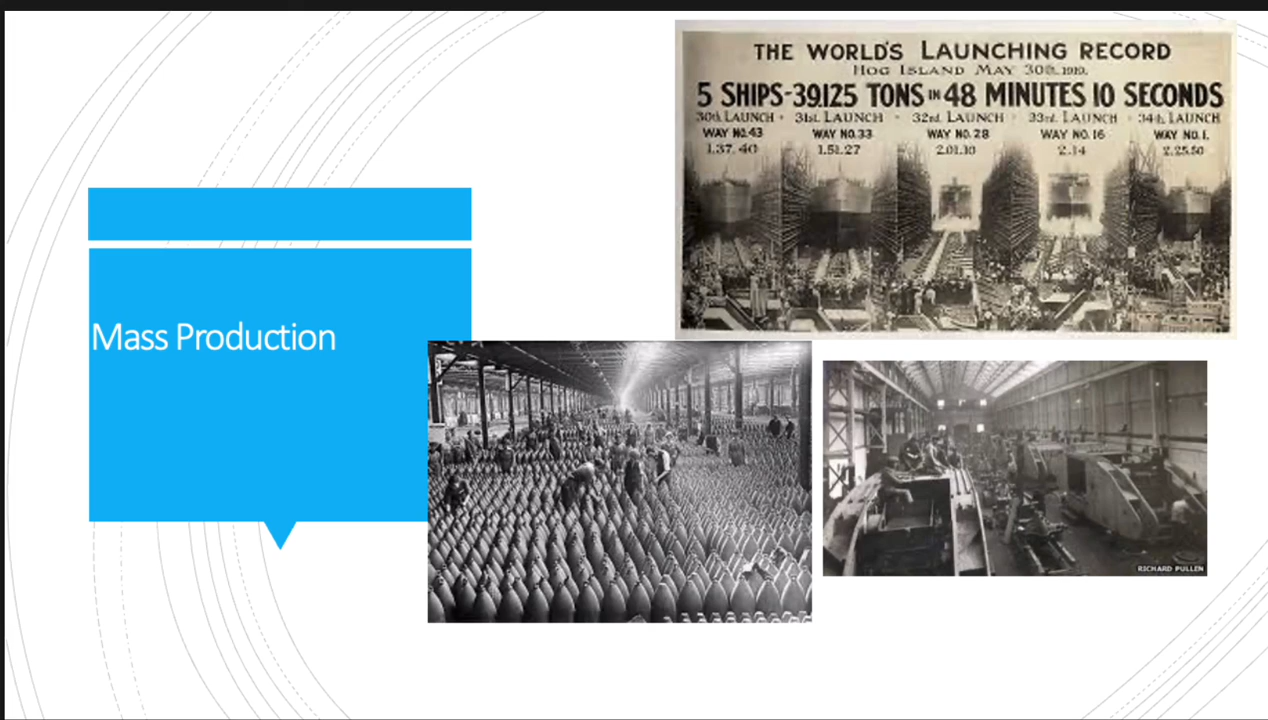 Mass Production
THE WORLD'S LAUNCHING RECORD
HOG ISLAND MAY 30th, 1919.
5 SHIPS-39,125 TONS IN 48 MINUTES 10 SECONDS
30th LAUNCH • 31st. LAUNCH • 32nd. LAUNCH • 33rd. LAUNCH • 34th. LAUNCH
WAY NO.43 WAY NO.33 WAY NO.28 WAY NO.16 WAY NO.1.
1.37.40 1.51.27 2.01.10 2.14 2.25.50
RICHARD PULLEN